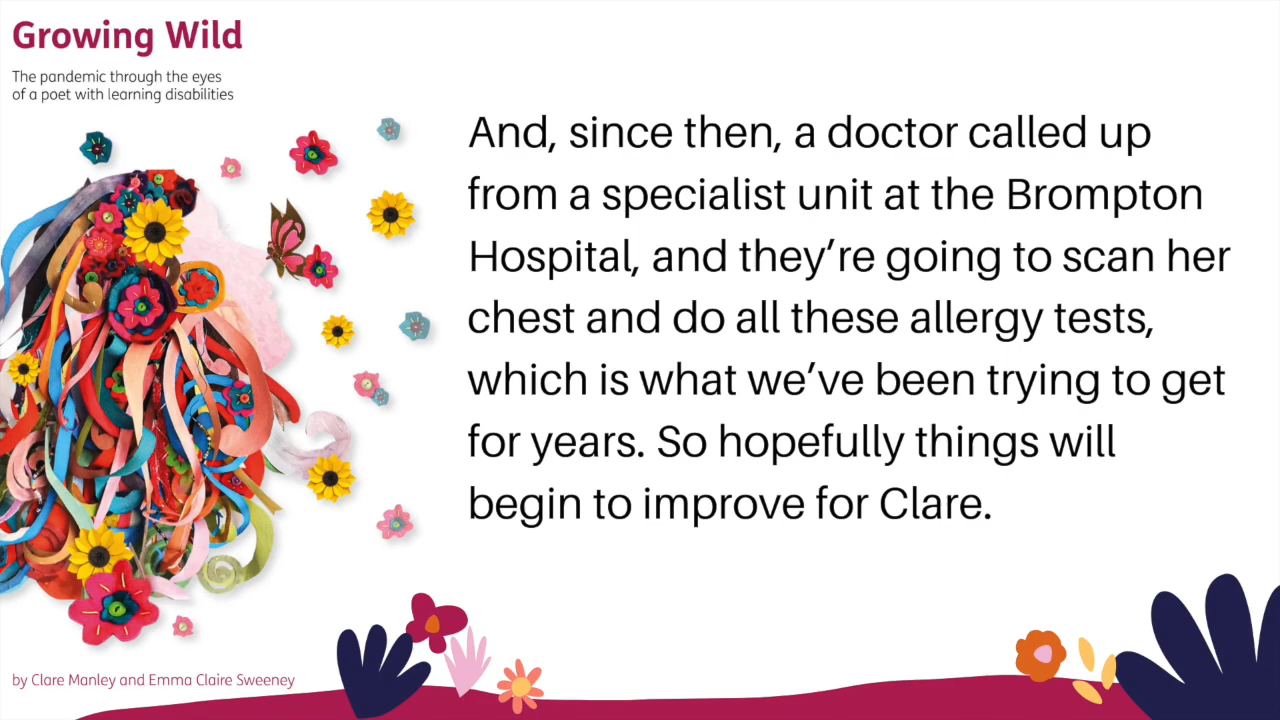 Growing Wild
The pandemic through the eyes
of a poet with learning disabilities
And, since then, a doctor called up
from a specialist unit at the Brompton
Hospital, and they’re going to scan her
chest and do all these allergy tests,
which is what we’ve been trying to get
for years. So hopefully things will
begin to improve for Clare.
by Clare Manley and Emma Claire Sweeney